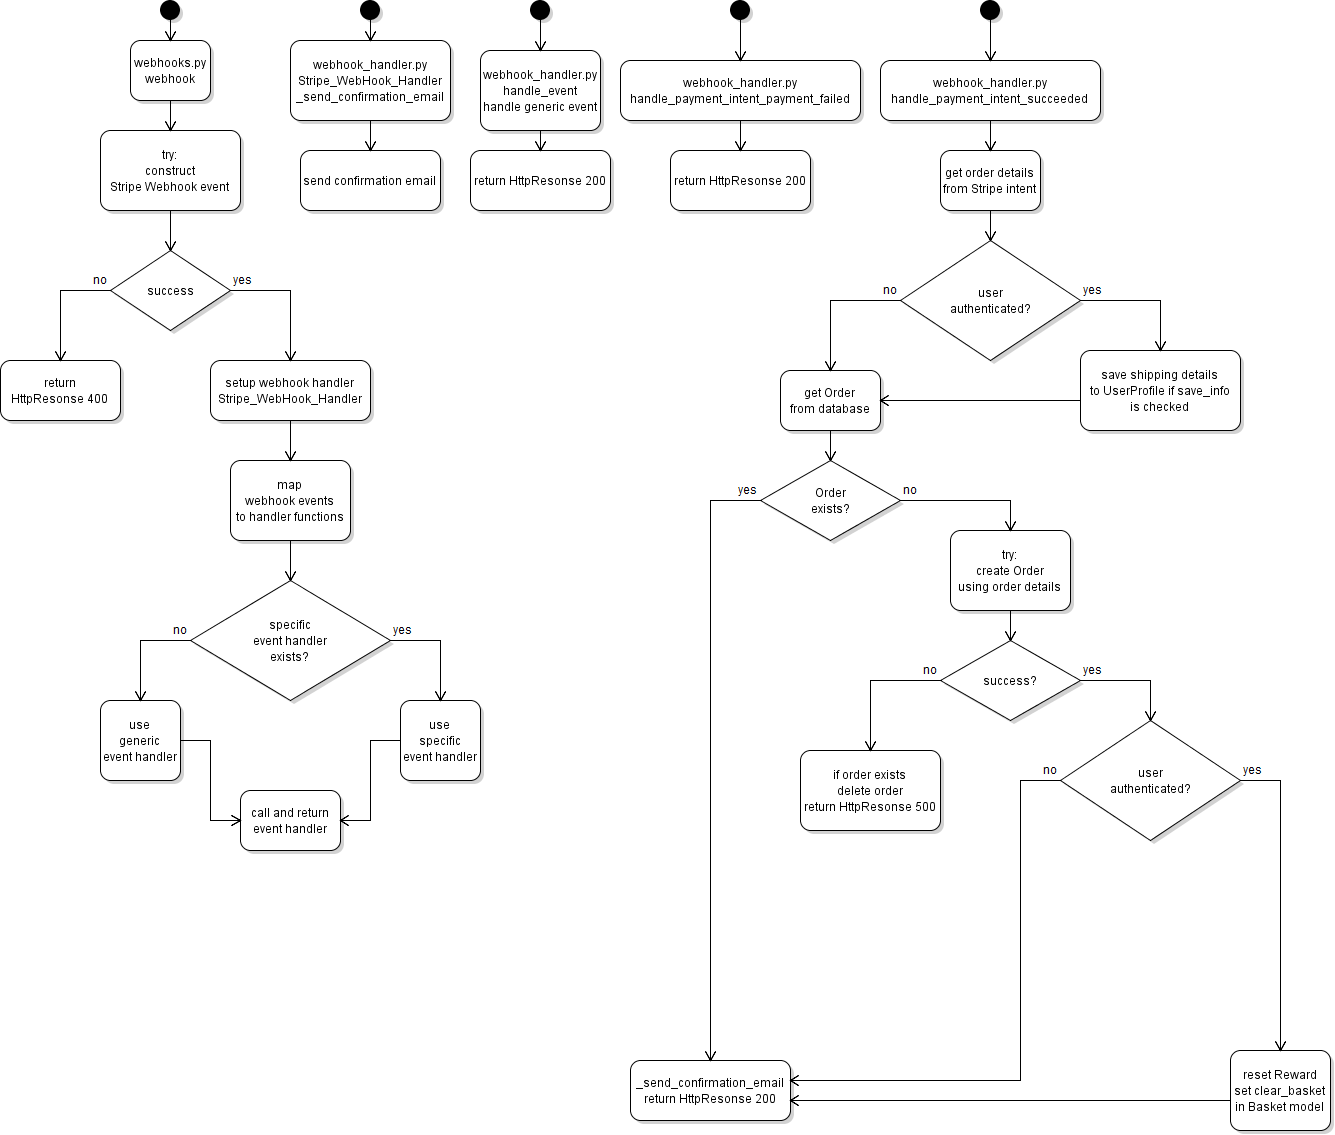 webhooks.py
webhook
try:
construct
Stripe Webhook event
no
success
yes
return
HttpResonse 400
setup webhook handler
Stripe_WebHook_Handler
map
webhook events
to handler functions
no
specific
event handler
exists?
yes
use
generic
event handler
use
specific
event handler
call and return
event handler
webhook_handler.py
Stripe_WebHook_Handler
_send_confirmation_email
send confirmation email
webhook_handler.py
handle_event
handle generic event
return HttpResonse 200
webhook_handler.py
handle_payment_intent_payment_failed
return HttpResonse 200
webhook_handler.py
handle_payment_intent_succeeded
get order details
from Stripe intent
no
user
authenticated?
yes
save shipping details
to UserProfile if save_info
is checked
get Order
from database
yes
Order
exists?
no
try:
create Order
using order details
no
success?
yes
if order exists
delete order
return HttpResonse 500
no
user
authenticated?
yes
reset Reward
set clear_basket
in Basket model
_send_confirmation_email
return HttpResonse 200